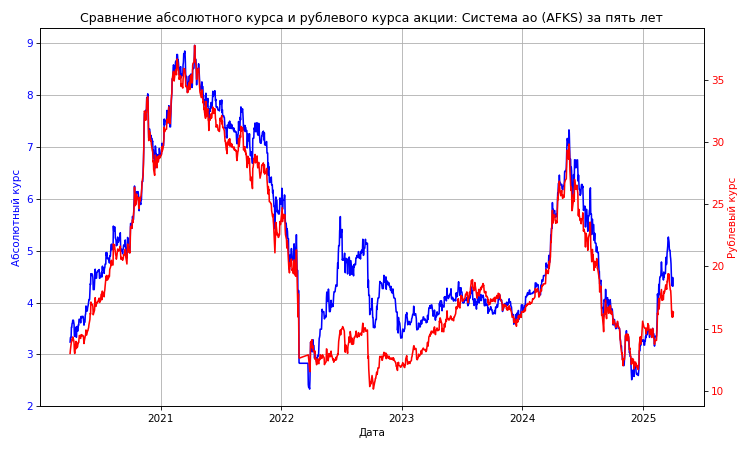 Сравнение абсолютного курса и рублевого курса акции: Система ао (AFKS) за пять лет
Абсолютный курс
9
8
7
6
5
4
3
2
35
30
25
20
15
10
Рублевый курс
2021 2022 2023 2024 2025
Дата